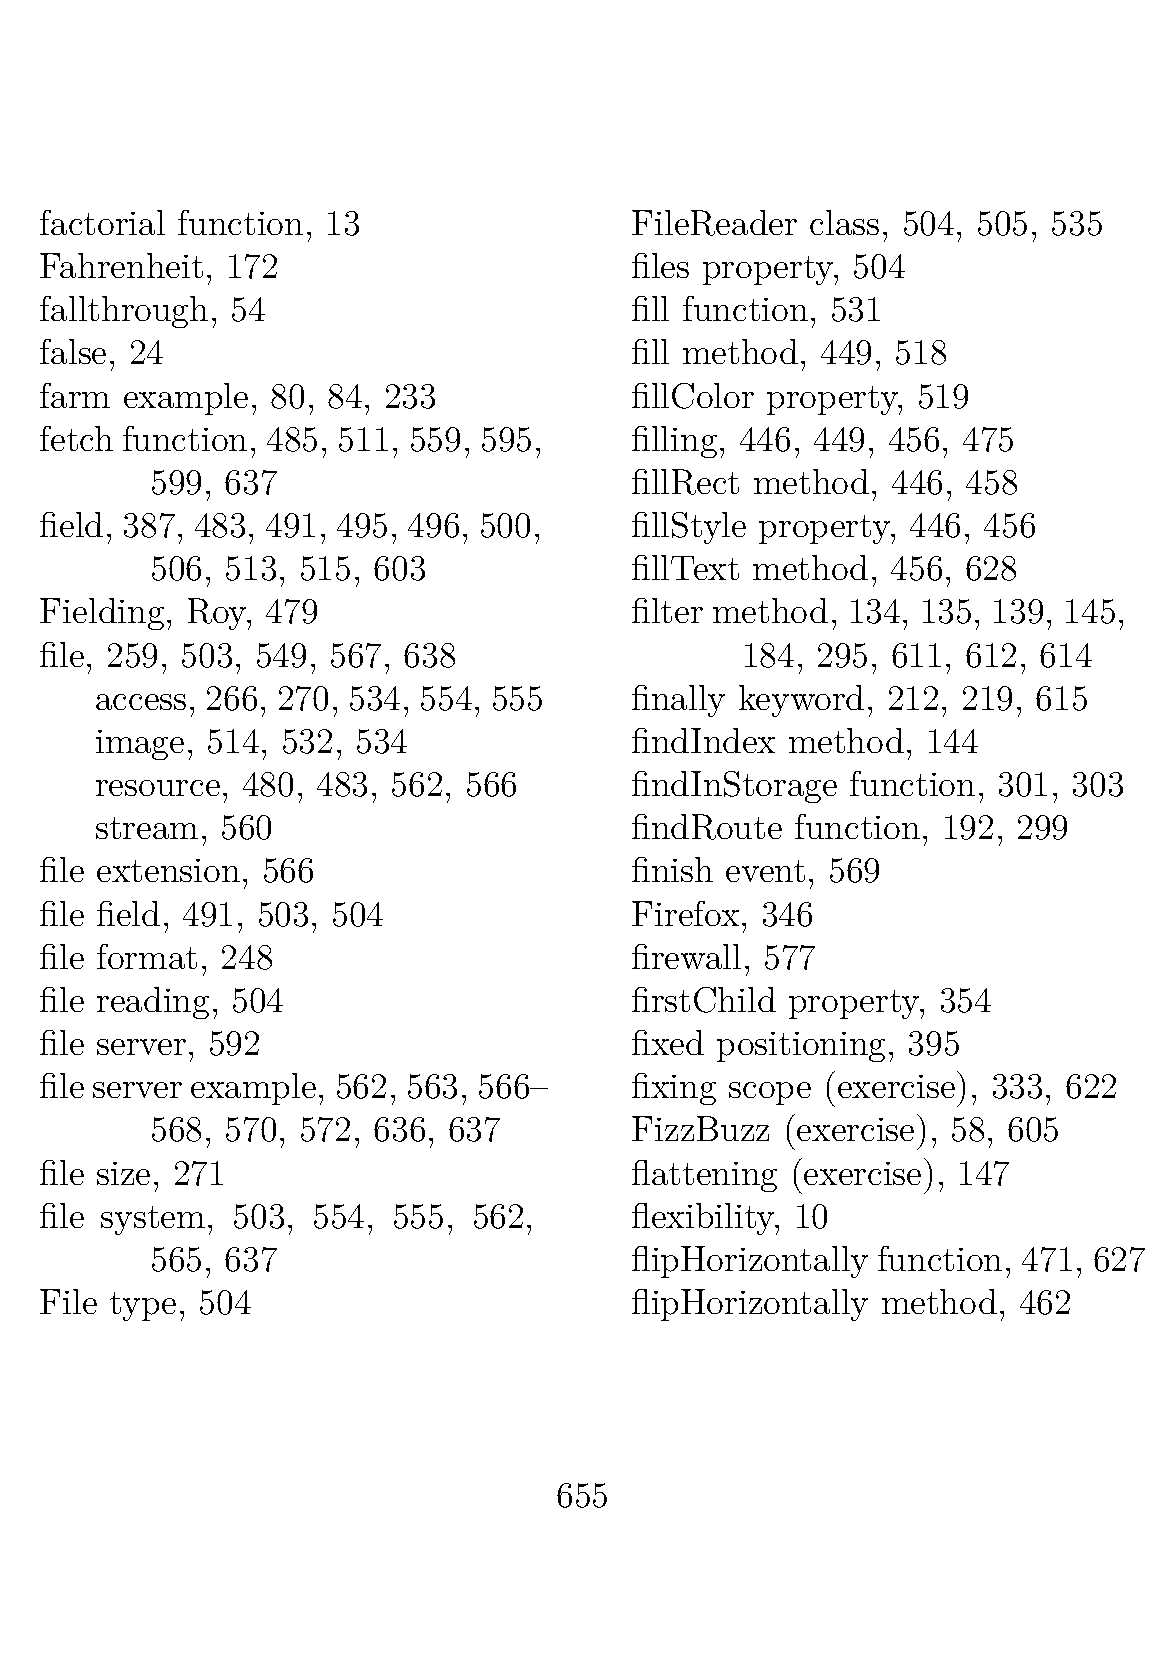 factorial function, 13
Fahrenheit, 172
fallthrough, 54
false, 24
farm example, 80, 84, 233
fetch function, 485, 511, 559, 595,
599, 637
field, 387, 483, 491, 495, 496, 500,
506, 513, 515, 603
Fielding, Roy, 479
file, 259, 503, 549, 567, 638
access, 266, 270, 534, 554, 555
image, 514, 532, 534
resource, 480, 483, 562, 566
stream, 560
file extension, 566
file field, 491, 503, 504
file format, 248
file reading, 504
file server, 592
file server example, 562, 563, 566–
568, 570, 572, 636, 637
file size, 271
file system, 503, 554, 555, 562,
565, 637
File type, 504
FileReader class, 504, 505, 535
files property, 504
fill function, 531
fill method, 449, 518
fillColor property, 519
filling, 446, 449, 456, 475
fillRect method, 446, 458
fillStyle property, 446, 456
fillText method, 456, 628
filter method, 134, 135, 139, 145,
184, 295, 611, 612, 614
finally keyword, 212, 219, 615
findIndex method, 144
findInStorage function, 301, 303
findRoute function, 192, 299
finish event, 569
Firefox, 346
firewall, 577
firstChild property, 354
fixed positioning, 395
fixing scope (exercise), 333, 622
FizzBuzz (exercise), 58, 605
flattening (exercise), 147
flexibility, 10
flipHorizontally function, 471, 627
flipHorizontally method, 462
655